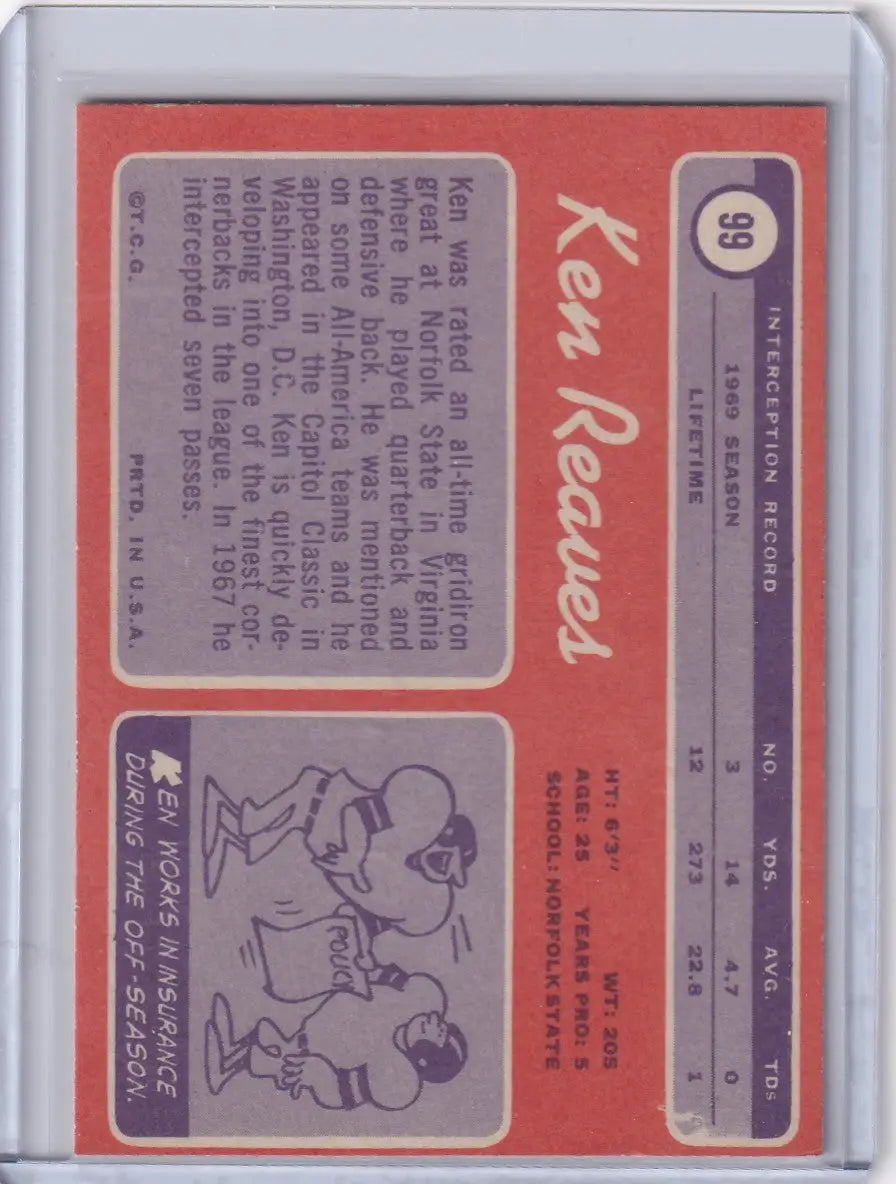 99
INTERCEPTION RECORD NO. YDS. AVG. TDs
1969 SEASON 3 14 4.7 0
LIFETIME 12 273 22.8 1
Ken Reaves
HT: 6'3" WT: 205
AGE: 25 YEARS PRO: 5
SCHOOL: NORFOLK STATE
Ken was rated an all-time gridiron
great at Norfolk State in Virginia
where he played quarterback and
defensive back. He was mentioned
on some All-America teams and he
appeared in the Capitol Classic in
Washington, D.C. Ken is quickly de-
veloping into one of the finest cor-
nerbacks in the league. In 1967 he
intercepted seven passes.
©T.C.G. PRTD. IN U.S.A.
POLICY
KEN WORKS IN INSURANCE
DURING THE OFF-SEASON.